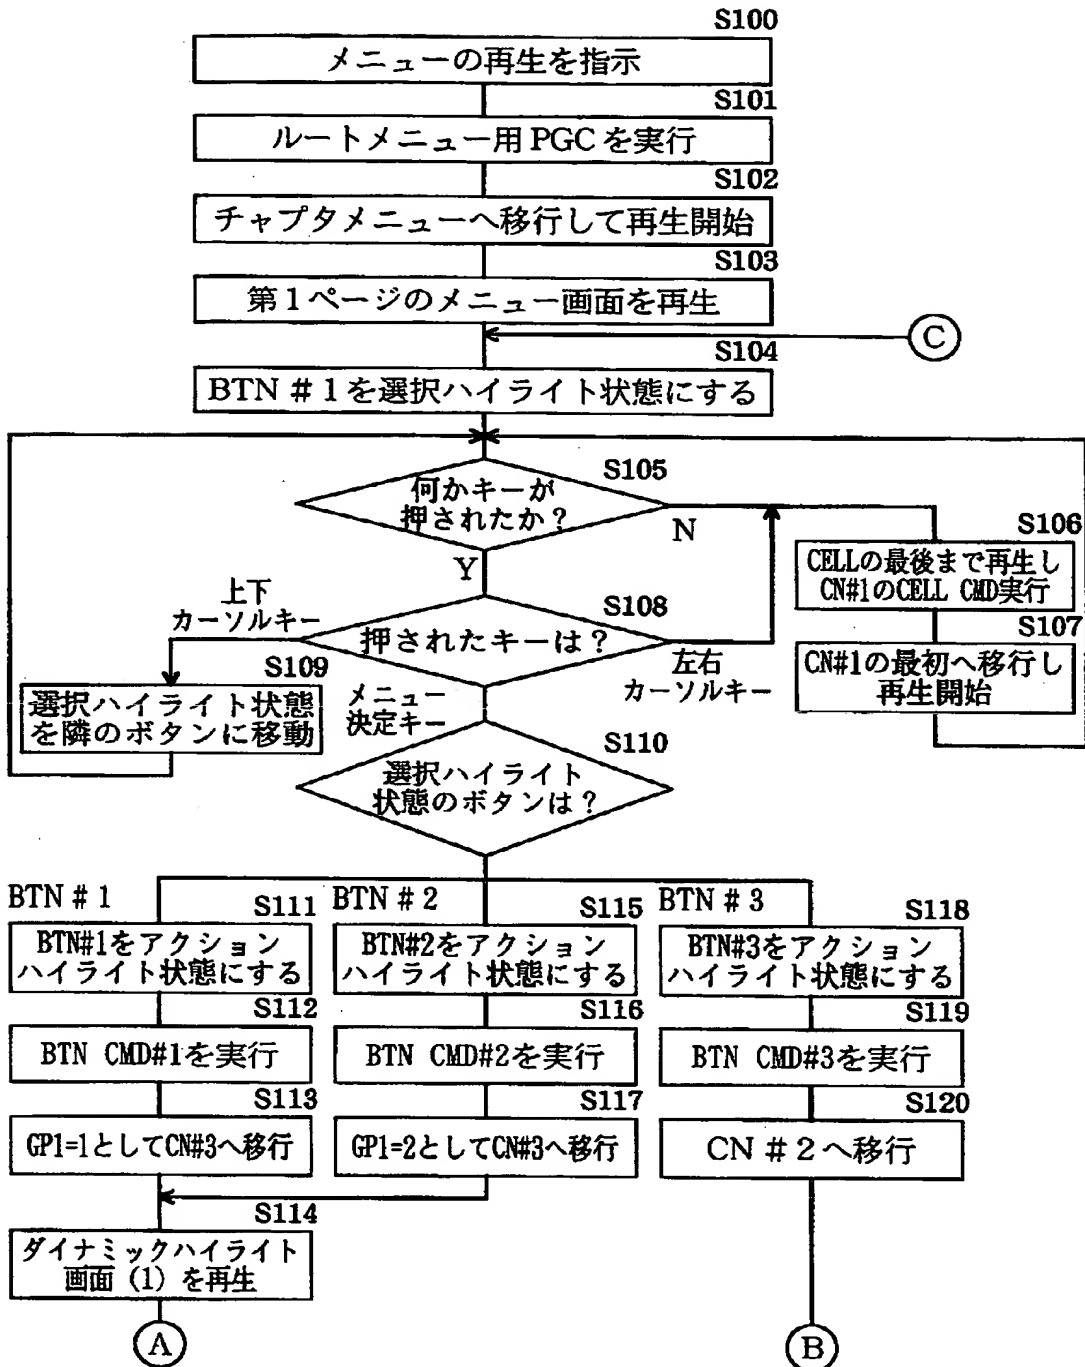 S100
メニューの再生を指示
S101
ルートメニュー用PGCを実行
S102
チャプタメニューへ移行して再生開始
S103
第1ページのメニュー画面を再生
C
S104
BTN #1を選択ハイライト状態にする
S105
何かキーが
押されたか?
N
Y
S106
CELLの最後まで再生し
CN#1のCELL CMD実行
S107
CN#1の最初へ移行し
再生開始
S108
押されたキーは?
上下
カーソルキー
左右
カーソルキー
S109
選択ハイライト状態
を隣のボタンに移動
メニュー
決定キー
S110
選択ハイライト
状態のボタンは?
BTN #1
S111
BTN#1をアクション
ハイライト状態にする
S112
BTN CMD#1を実行
S113
GP1=1としてCN#3へ移行
S114
ダイナミックハイライト
画面(1)を再生
A
BTN #2
S115
BTN#2をアクション
ハイライト状態にする
S116
BTN CMD#2を実行
S117
GP1=2としてCN#3へ移行
BTN #3
S118
BTN#3をアクション
ハイライト状態にする
S119
BTN CMD#3を実行
S120
CN #2へ移行
B